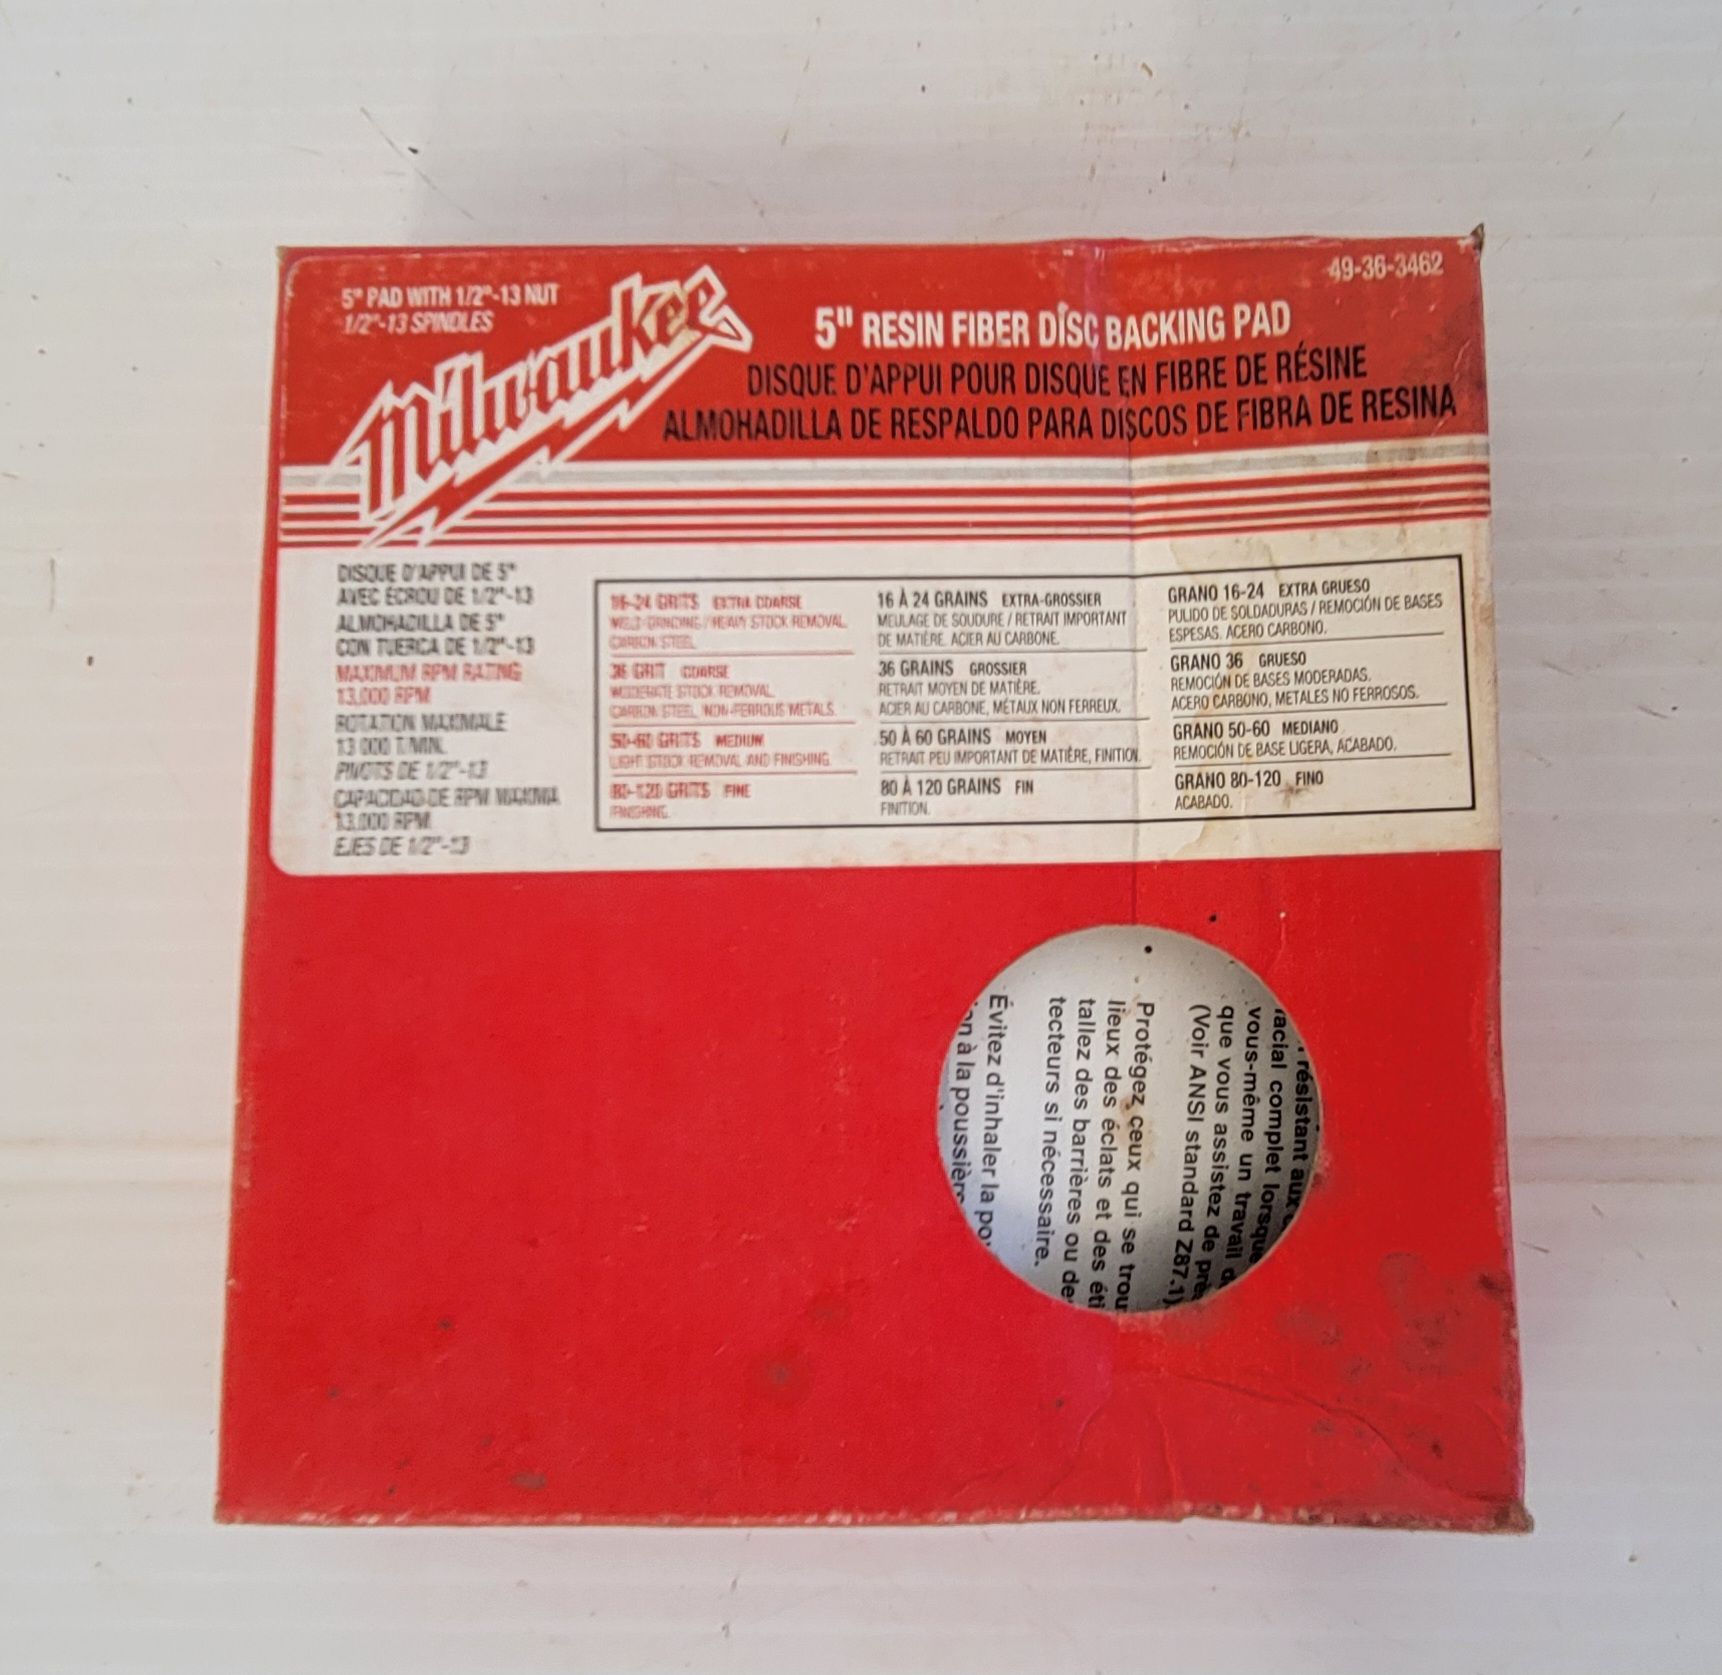 5" PAD WITH 1/2"-13 NUT
1/2"-13 SPINDLES
Milwaukee
49-36-3462
5" RESIN FIBER DISC BACKING PAD
DISQUE D'APPUI POUR DISQUE EN FIBRE DE RÉSINE
ALMOHADILLA DE RESPALDO PARA DISCOS DE FIBRA DE RESINA
DISQUE D'APPUI DE 5"
AVEC ÉCROU DE 1/2"-13
ALMOHADILLA DE 5"
CON TUERCA DE 1/2"-13
MAXIMUM RPM RATING
13,000 RPM
ROTATION MAXIMALE
13 000 T/MIN.
PIVOTS DE 1/2"-13
CAPACIDAD DE RPM MAXIMA
13.000 RPM
EJES DE 1/2"-13
16-24 GRITS EXTRA COARSE
WELD GRINDING / HEAVY STOCK REMOVAL
CARBON STEEL
36 GRIT COARSE
MODERATE STOCK REMOVAL
CARBON STEEL, NON-FERROUS METALS.
50-60 GRITS MEDIUM
LIGHT STOCK REMOVAL AND FINISHING
80-120 GRITS FINE
FINISHING.
16 À 24 GRAINS EXTRA-GROSSIER
MEULAGE DE SOUDURE / RETRAIT IMPORTANT
DE MATIÈRE. ACIER AU CARBONE.
36 GRAINS GROSSIER
RETRAIT MOYEN DE MATIÈRE.
ACIER AU CARBONE, MÉTAUX NON FERREUX.
50 À 60 GRAINS MOYEN
RETRAIT PEU IMPORTANT DE MATIÈRE, FINITION.
80 À 120 GRAINS FIN
FINITION.
GRANO 16-24 EXTRA GRUESO
PULIDO DE SOLDADURAS / REMOCIÓN DE BASES
ESPESAS. ACERO CARBONO.
GRANO 36 GRUESO
REMOCIÓN DE BASES MODERADAS.
ACERO CARBONO, METALES NO FERROSOS.
GRANO 50-60 MEDIANO
REMOCIÓN DE BASE LIGERA, ACABADO.
GRANO 80-120 FINO
ACABADO.
résistant aux
facial complet lorsque
vous-même un travail
que vous assistez de
(Voir ANSI standard Z87.1)
• Protégez ceux qui se trou
lieux des éclats et des éti
tallez des barrières ou de
tecteurs si nécessaire.
Évitez d'inhaler la
à la poussière